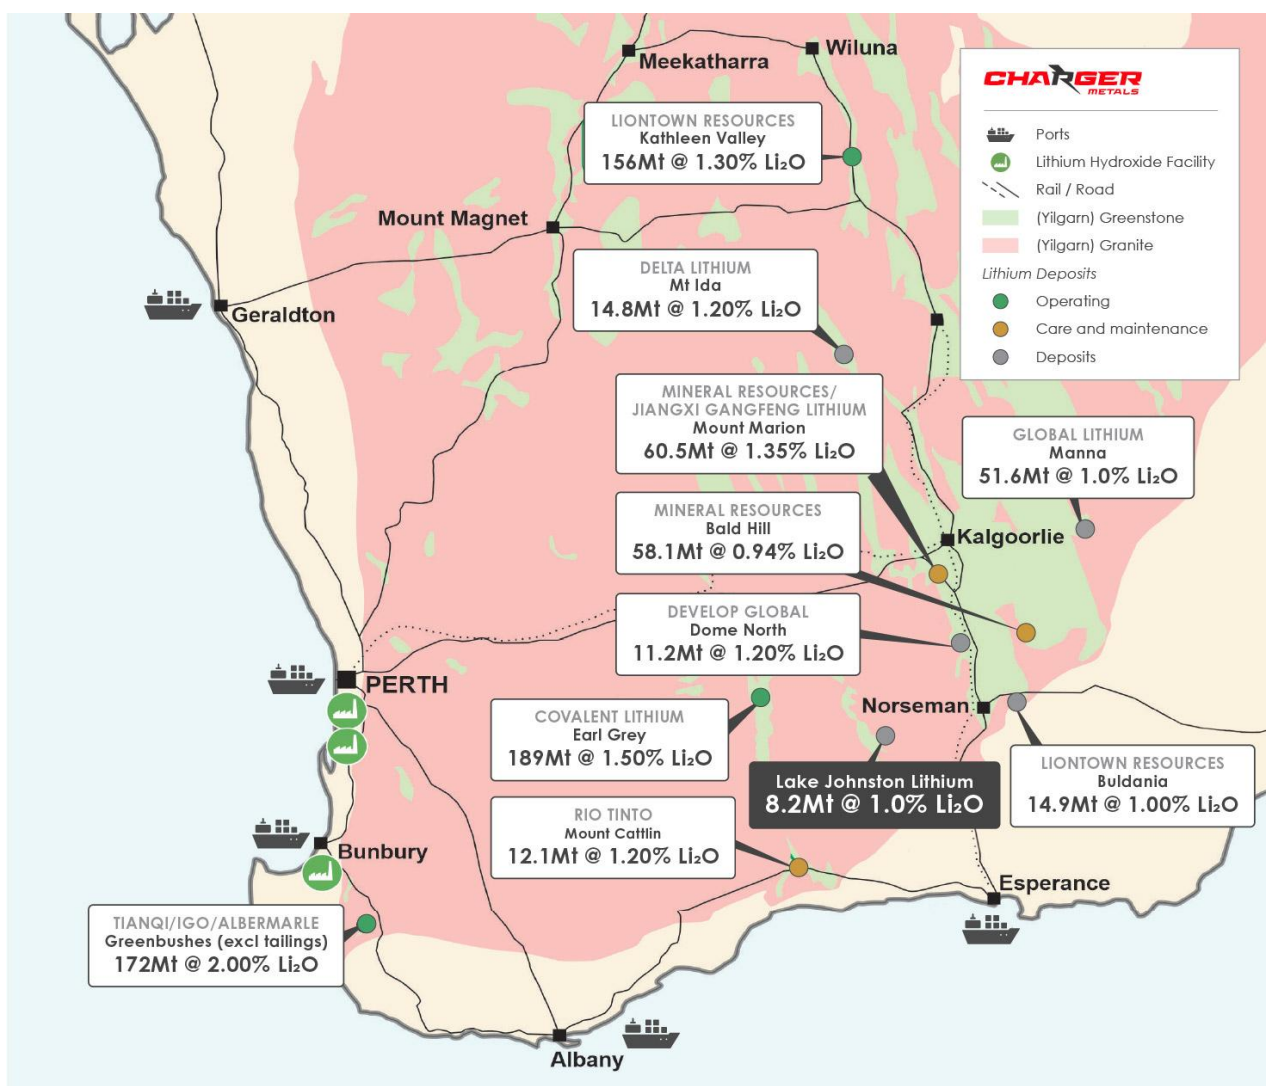 Meekatharra
Wiluna
CHARGER
METALS
Ports
Lithium Hydroxide Facility
Rail / Road
(Yilgarn) Greenstone
(Yilgarn) Granite
Lithium Deposits
Operating
Care and maintenance
Deposits
LIONTOWN RESOURCES
Kathleen Valley
156Mt @ 1.30% Li₂O
Mount Magnet
DELTA LITHIUM
Mt Ida
14.8Mt @ 1.20% Li₂O
Geraldton
MINERAL RESOURCES/
JIANGXI GANGFENG LITHIUM
Mount Marion
60.5Mt @ 1.35% Li₂O
GLOBAL LITHIUM
Manna
51.6Mt @ 1.0% Li₂O
MINERAL RESOURCES
Bald Hill
58.1Mt @ 0.94% Li₂O
Kalgoorlie
DEVELOP GLOBAL
Dome North
11.2Mt @ 1.20% Li₂O
PERTH
Norseman
COVALENT LITHIUM
Earl Grey
189Mt @ 1.50% Li₂O
Lake Johnston Lithium
8.2Mt @ 1.0% Li₂O
LIONTOWN RESOURCES
Buldania
14.9Mt @ 1.00% Li₂O
RIO TINTO
Mount Cattlin
12.1Mt @ 1.20% Li₂O
Bunbury
Esperance
TIANQI/IGO/ALBERMARLE
Greenbushes (excl tailings)
172Mt @ 2.00% Li₂O
Albany